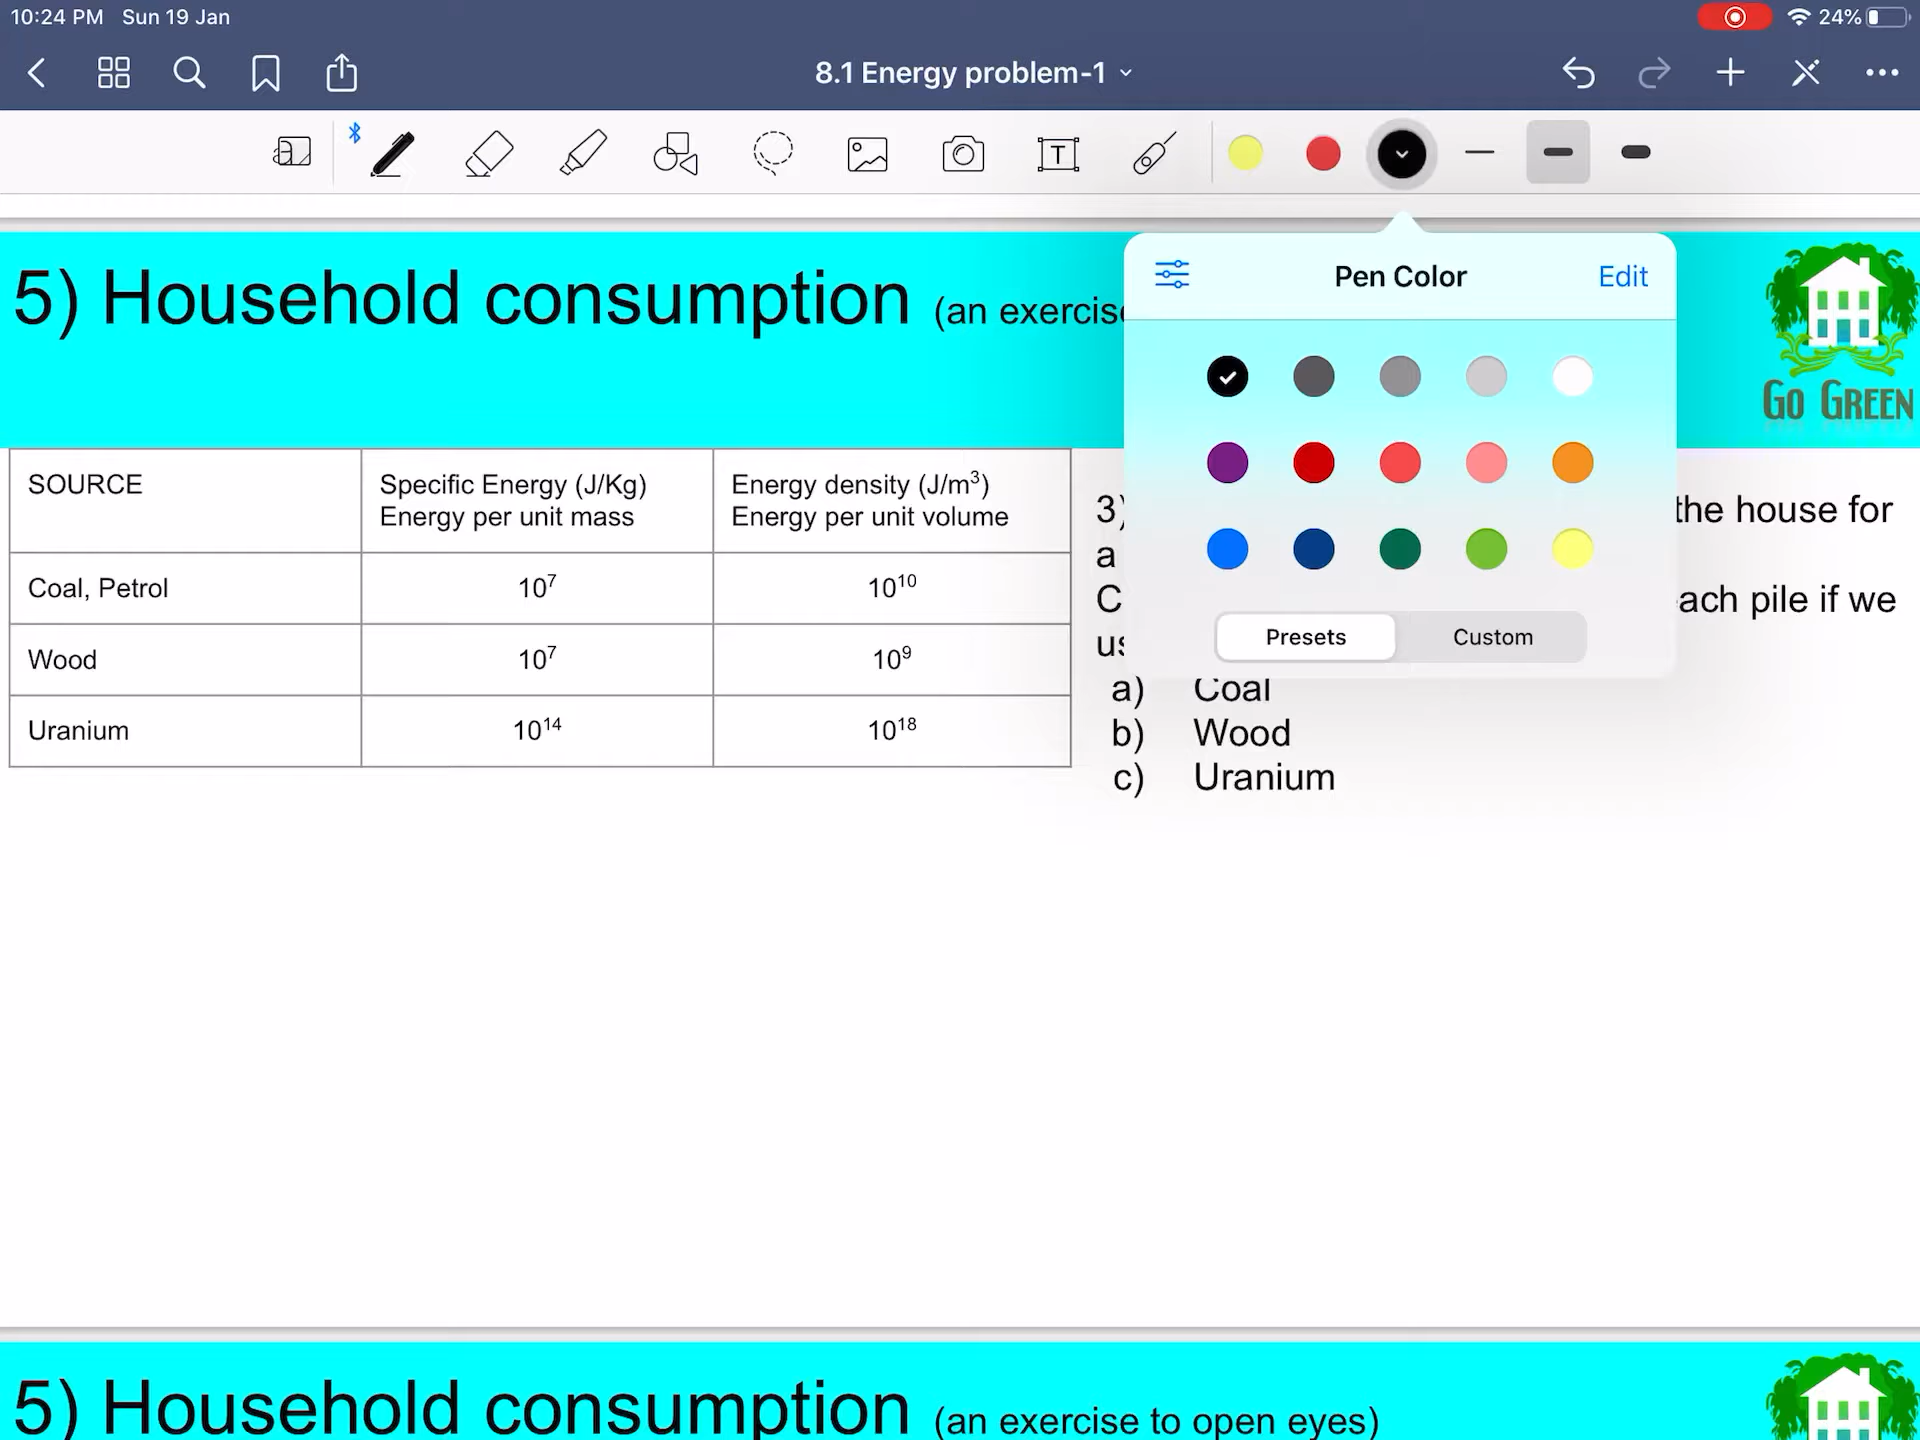 10:24 PM Sun 19 Jan
24%
8.1 Energy problem-1
T
Pen Color
Edit
Presets
Custom
5) Household consumption (an exercise
GO GREEN
SOURCE
Specific Energy (J/Kg)
Energy per unit mass
Energy density (J/m³)
Energy per unit volume
Coal, Petrol
10⁷
10¹⁰
Wood
10⁷
10⁹
Uranium
10¹⁴
10¹⁸
3) the house for
a
C ach pile if we
us
a) Coal
b) Wood
c) Uranium
5) Household consumption (an exercise to open eyes)